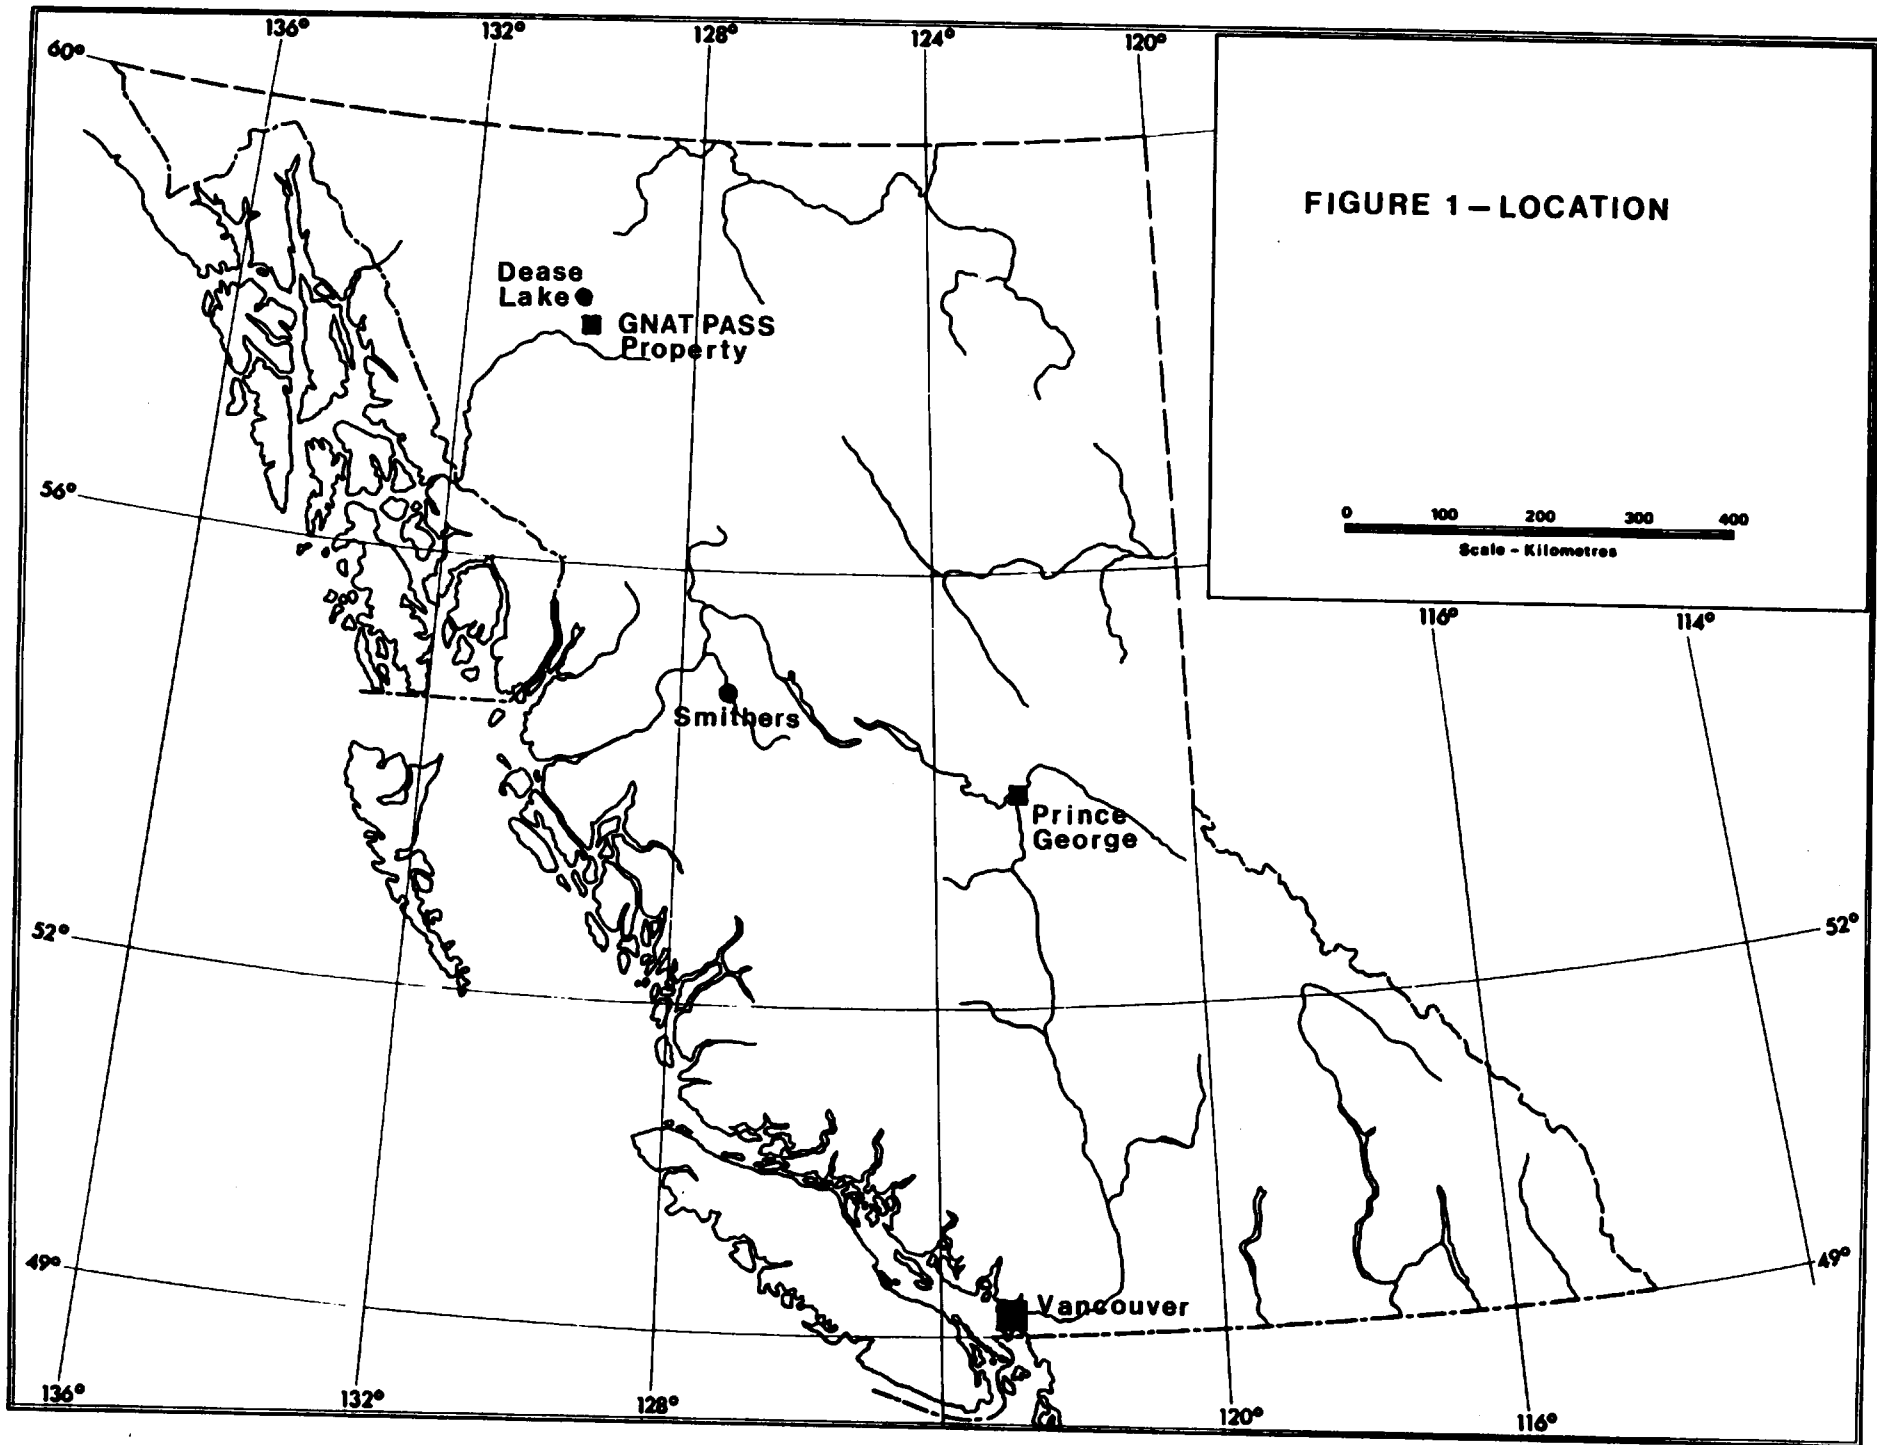 136°
132°
128°
124°
120°
60°
FIGURE 1 — LOCATION
Dease
Lake
GNAT PASS
Property
56°
0 100 200 300 400
Scale - Kilometres
116°
114°
Smithers
Prince
George
52°
52°
49°
49°
Vancouver
136°
132°
128°
120°
116°